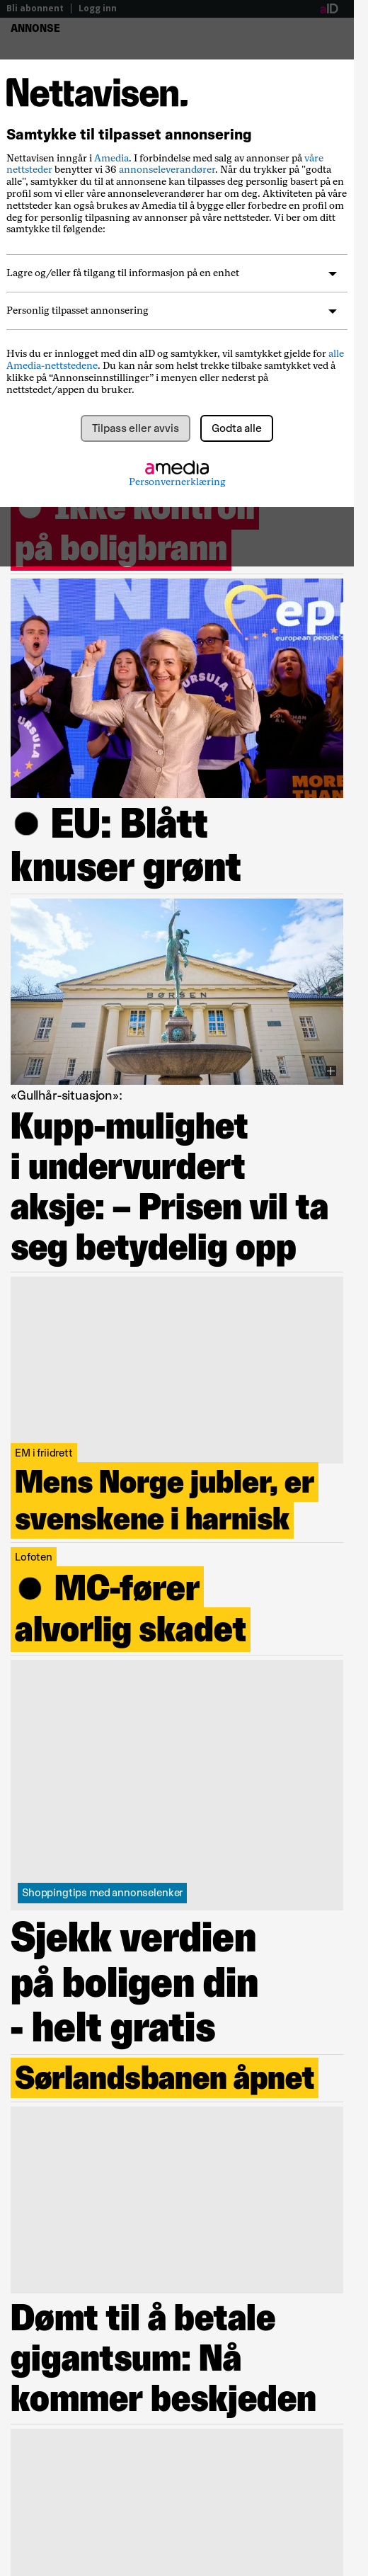 Bli abonnent | Logg inn
aID
ANNONSE
Nettavisen.
Samtykke til tilpasset annonsering
Nettavisen inngår i Amedia. I forbindelse med salg av annonser på våre
nettsteder benytter vi 36 annonseleverandører. Når du trykker på "godta
alle", samtykker du til at annonsene kan tilpasses deg personlig basert på en
profil som vi eller våre annonseleverandører har om deg. Aktiviteten på våre
nettsteder kan også brukes av Amedia til å bygge eller forbedre en profil om
deg for personlig tilpasning av annonser på våre nettsteder. Vi ber om ditt
samtykke til følgende:
Lagre og/eller få tilgang til informasjon på en enhet
Personlig tilpasset annonsering
Hvis du er innlogget med din aID og samtykker, vil samtykket gjelde for alle
Amedia-nettstedene. Du kan når som helst trekke tilbake samtykket ved å
klikke på “Annonseinnstillinger” i menyen eller nederst på
nettstedet/appen du bruker.
Tilpass eller avvis
Godta alle
amedia
Personvernerklæring
Ikke kontroll
på boligbrann
epp
european people's
URSULA
URSULA
MORE
THAN
● EU: Blått
knuser grønt
BØRSEN
«Gullhår-situasjon»:
Kupp-mulighet
i undervurdert
aksje: – Prisen vil ta
seg betydelig opp
EM i friidrett
Mens Norge jubler, er
svenskene i harnisk
Lofoten
● MC-fører
alvorlig skadet
Shoppingtips med annonselenker
Sjekk verdien
på boligen din
- helt gratis
Sørlandsbanen åpnet
Dømt til å betale
gigantsum: Nå
kommer beskjeden